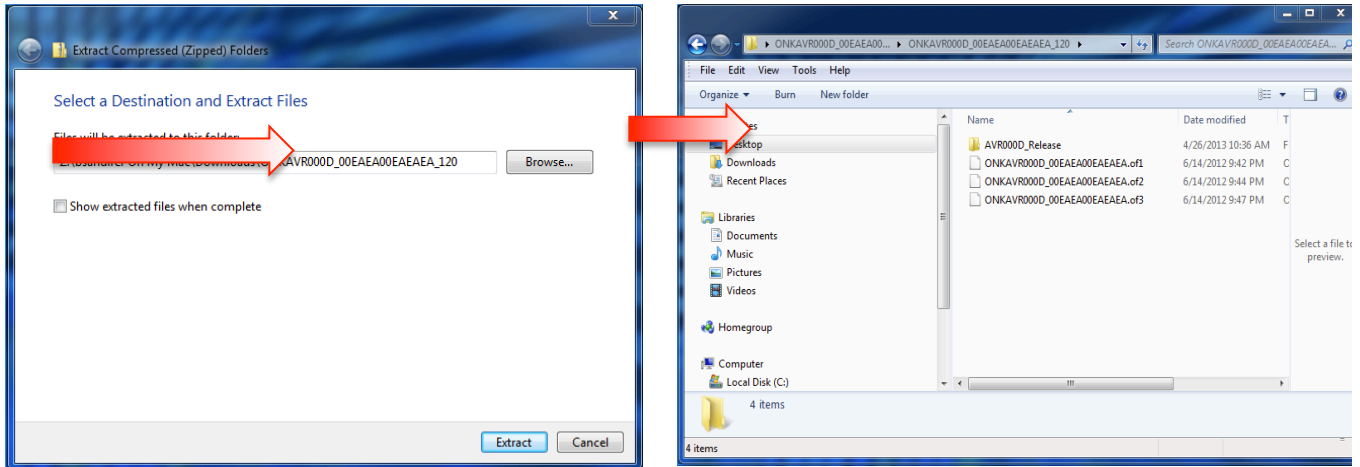 Extract Compressed (Zipped) Folders
Select a Destination and Extract Files
Files will be extracted to this folder:
KAVR000D_00EAEA00EAEAEA_120
Browse...
Show extracted files when complete
Extract
Cancel
ONKAVR000D_00EAEA00... ONKAVR000D_00EAEA00EAEAEA_120
Search ONKAVR000D_00EAEA00EAEA...
File Edit View Tools Help
Organize Burn New folder
Desktop
Downloads
Recent Places
Libraries
Documents
Music
Pictures
Videos
Homegroup
Computer
Local Disk (C:)
Name Date modified T
AVR000D_Release 4/26/2013 10:36 AM F
ONKAVR000D_00EAEA00EAEAEA.of1 6/14/2012 9:42 PM C
ONKAVR000D_00EAEA00EAEAEA.of2 6/14/2012 9:44 PM C
ONKAVR000D_00EAEA00EAEAEA.of3 6/14/2012 9:47 PM C
Select a file to
preview.
4 items
4 items